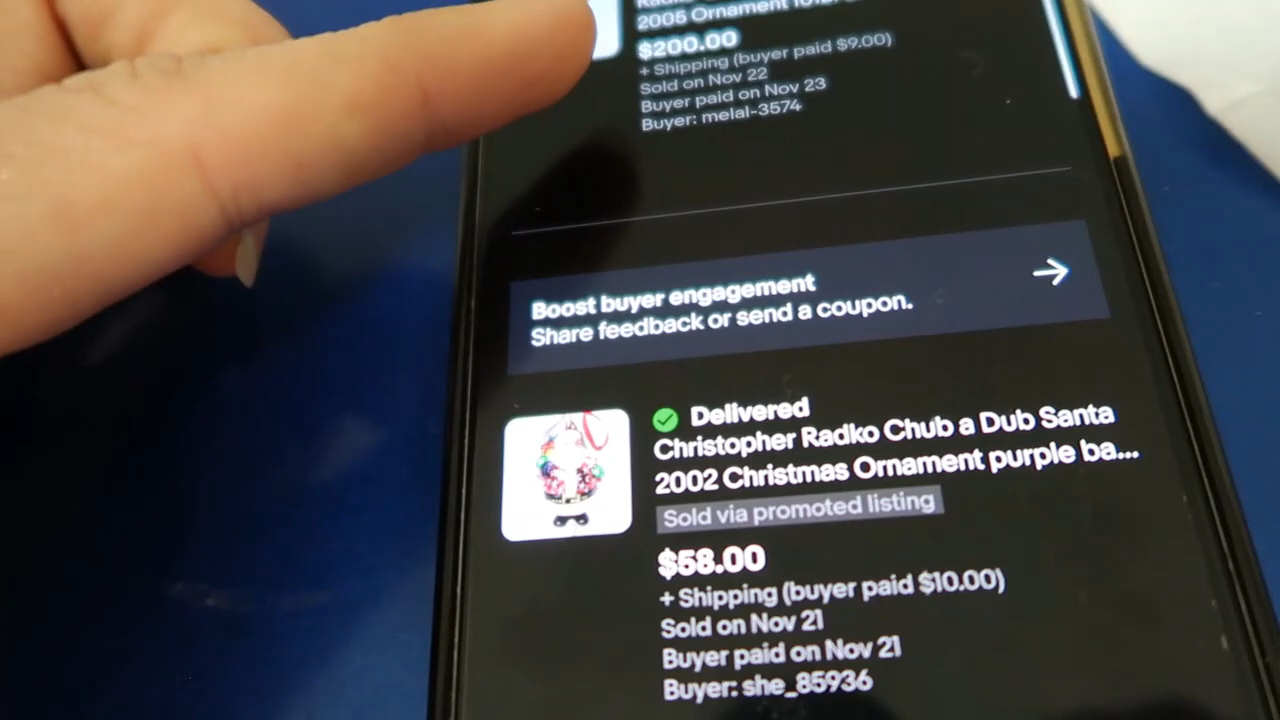 2005 Ornament
$200.00
+ Shipping (buyer paid $9.00)
Sold on Nov 22
Buyer paid on Nov 23
Buyer: melal-3574
Boost buyer engagement
Share feedback or send a coupon.
Delivered
Christopher Radko Chub a Dub Santa
2002 Christmas Ornament purple ba...
Sold via promoted listing
$58.00
+ Shipping (buyer paid $10.00)
Sold on Nov 21
Buyer paid on Nov 21
Buyer: she_85936